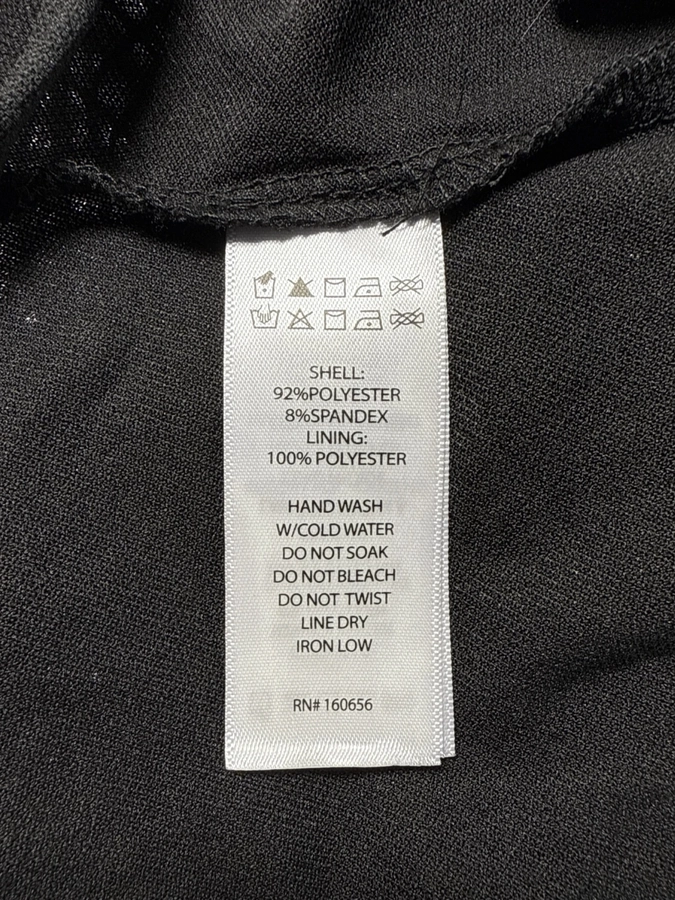 SHELL:
92%POLYESTER
8%SPANDEX
LINING:
100% POLYESTER
HAND WASH
W/COLD WATER
DO NOT SOAK
DO NOT BLEACH
DO NOT TWIST
LINE DRY
IRON LOW
RN# 160656